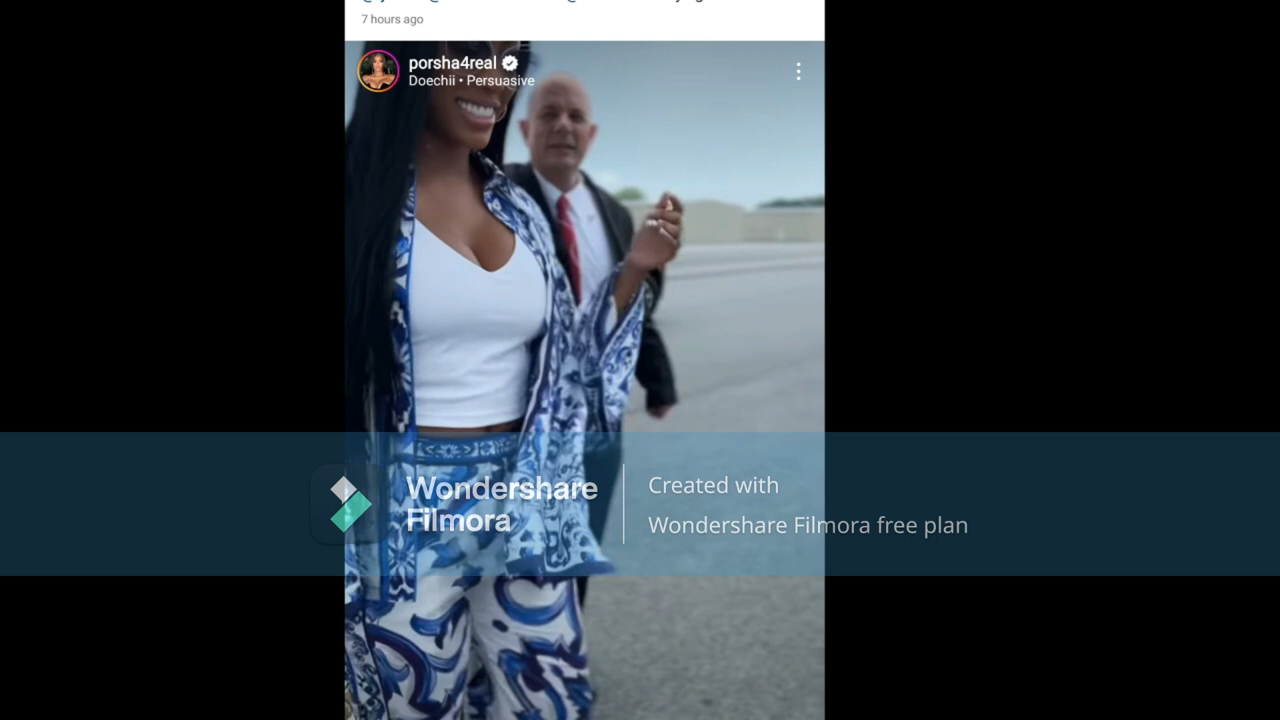 7 hours ago
porsha4real
Doechii • Persuasive
Wondershare
Filmora
Created with
Wondershare Filmora free plan